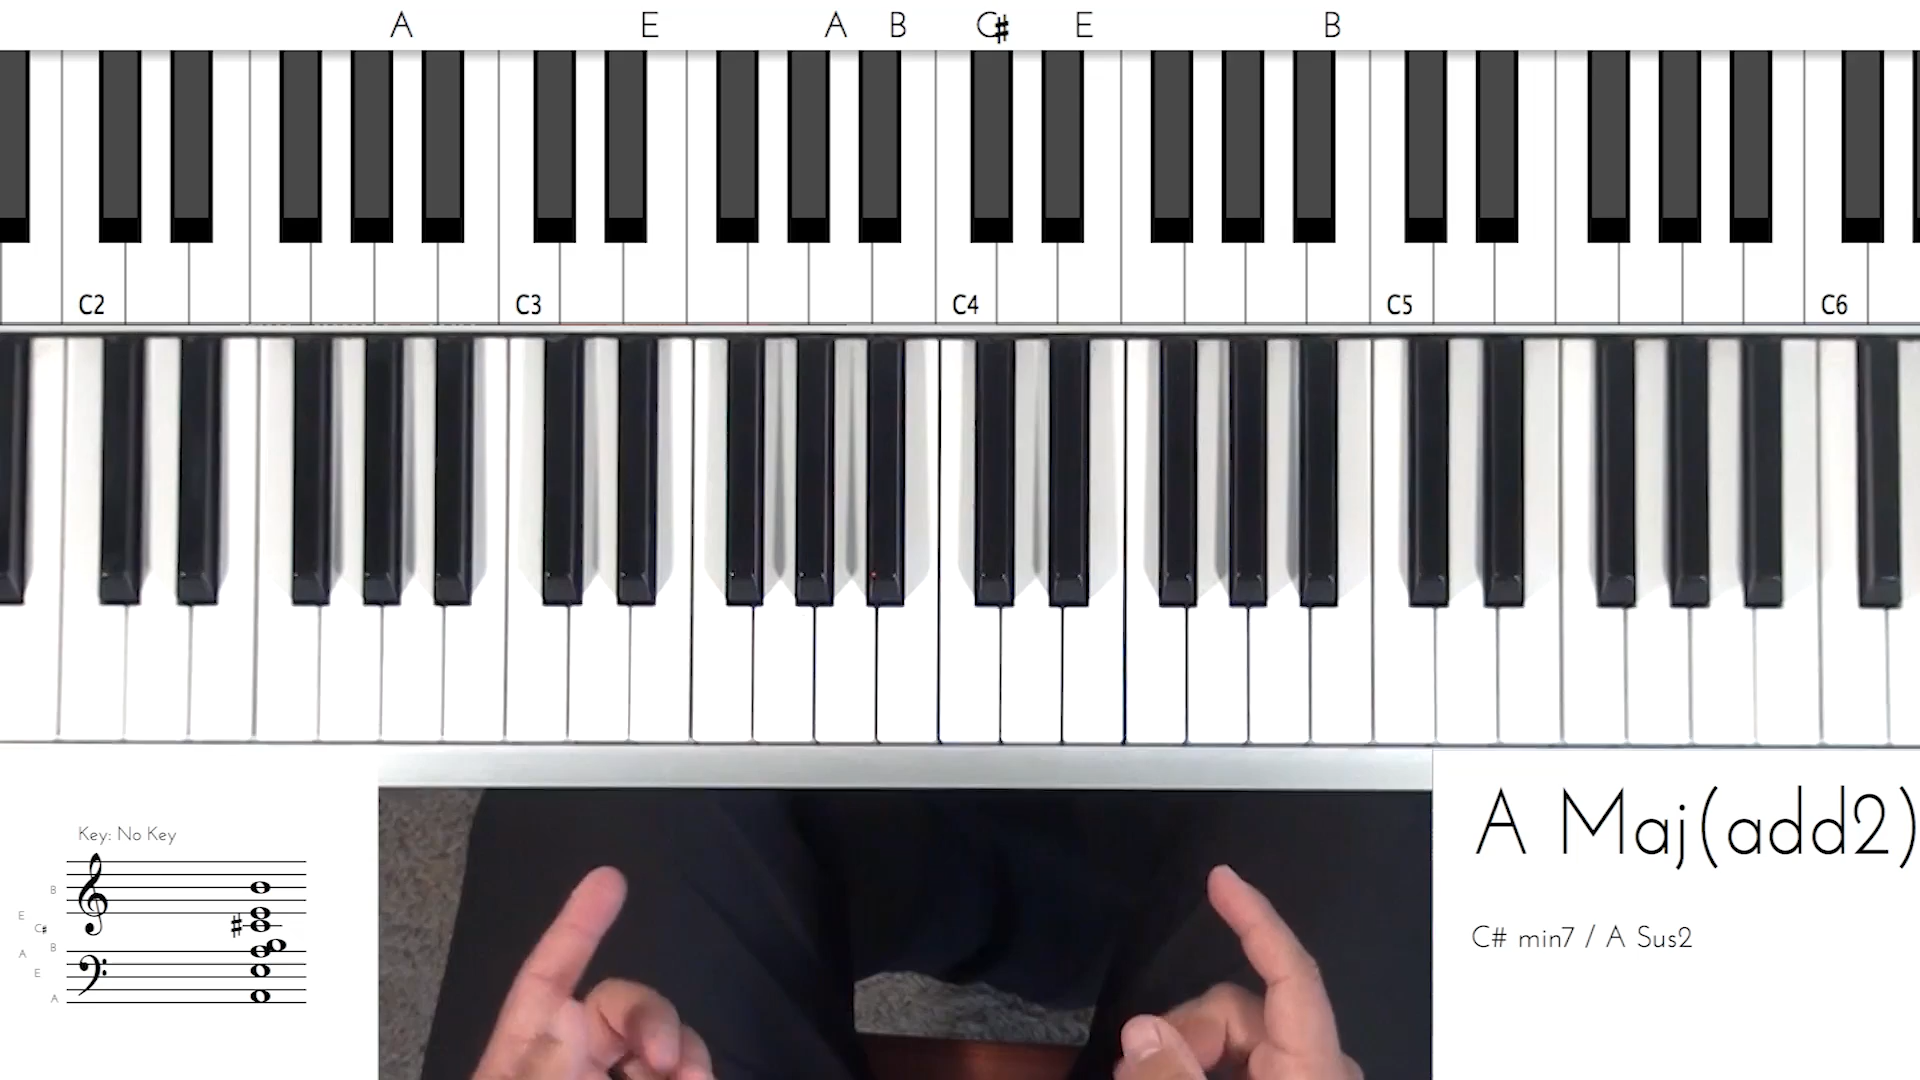 A E A B C# E B
C2 C3 C4 C5 C6
Key: No Key
B
E
C#
B
A
E
A
A Maj(add2)
C# min7 / A Sus2